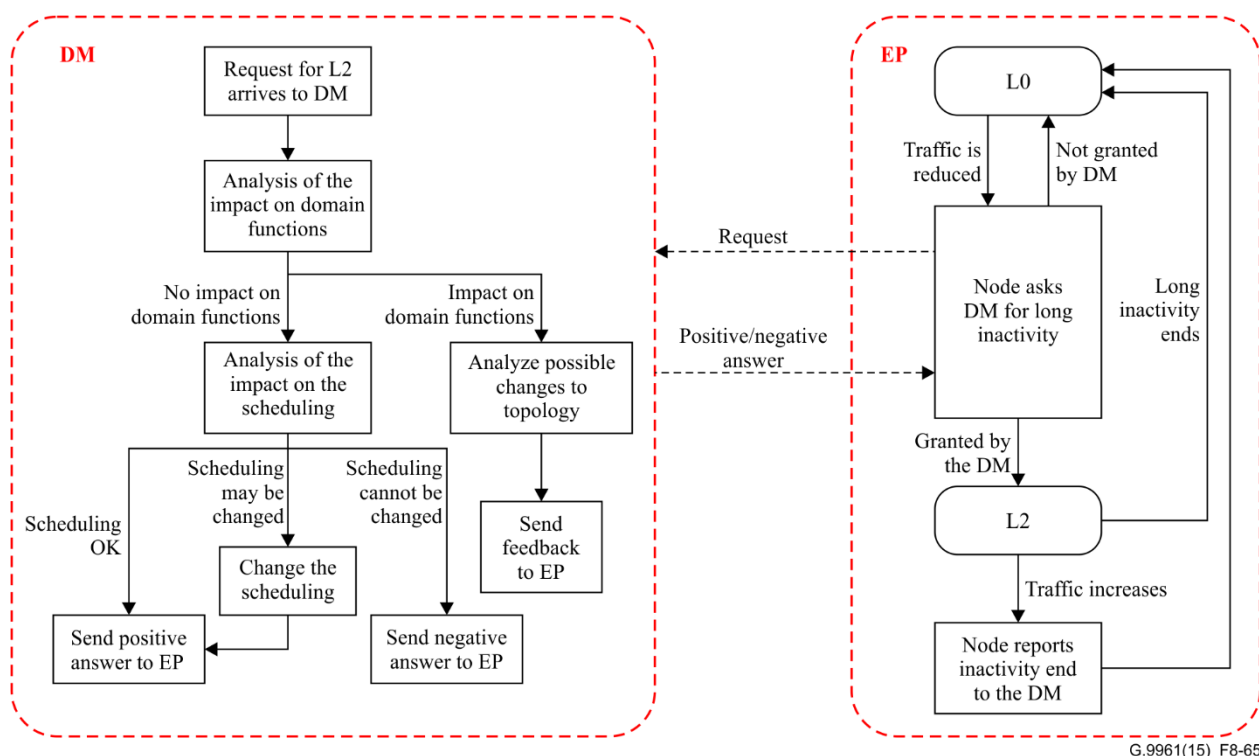 DM
Request for L2
arrives to DM
Analysis of the
impact on domain
functions
No impact on
domain functions
Impact on
domain functions
Analysis of the
impact on the
scheduling
Analyze possible
changes to
topology
Scheduling
OK
Scheduling
may be
changed
Scheduling
cannot be
changed
Change the
scheduling
Send
feedback
to EP
Send positive
answer to EP
Send negative
answer to EP
Request
Positive/negative
answer
EP
L0
Traffic is
reduced
Not granted
by DM
Node asks
DM for long
inactivity
Long
inactivity
ends
Granted by
the DM
L2
Traffic increases
Node reports
inactivity end
to the DM
G.9961(15)_F8-65